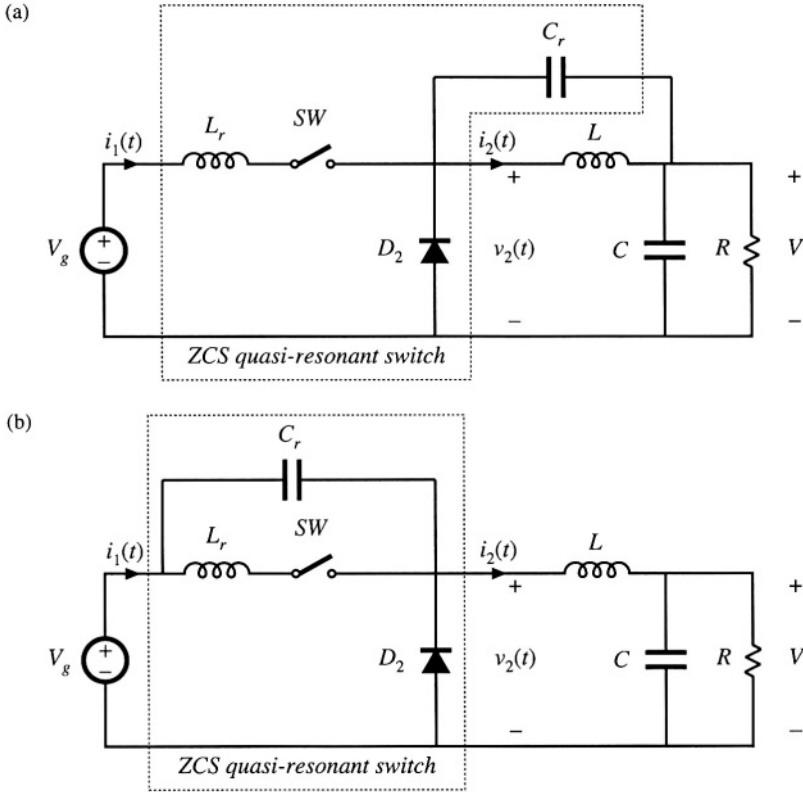 (a)
C_r
L_r
SW
i_1(t)
i_2(t)
L
+
+
V_g
+
−
D_2
v_2(t)
C
R
V
−
−
ZCS quasi-resonant switch
(b)
C_r
L_r
SW
i_1(t)
i_2(t)
L
+
+
V_g
+
−
D_2
v_2(t)
C
R
V
−
−
ZCS quasi-resonant switch